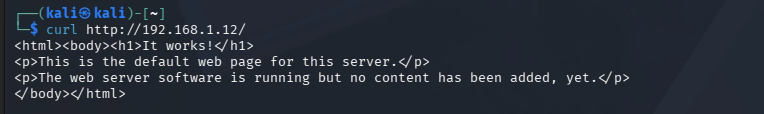 ┌──(kali㉿kali)-[~]
└─$ curl http://192.168.1.12/
<html><body><h1>It works!</h1>
<p>This is the default web page for this server.</p>
<p>The web server software is running but no content has been added, yet.</p>
</body></html>